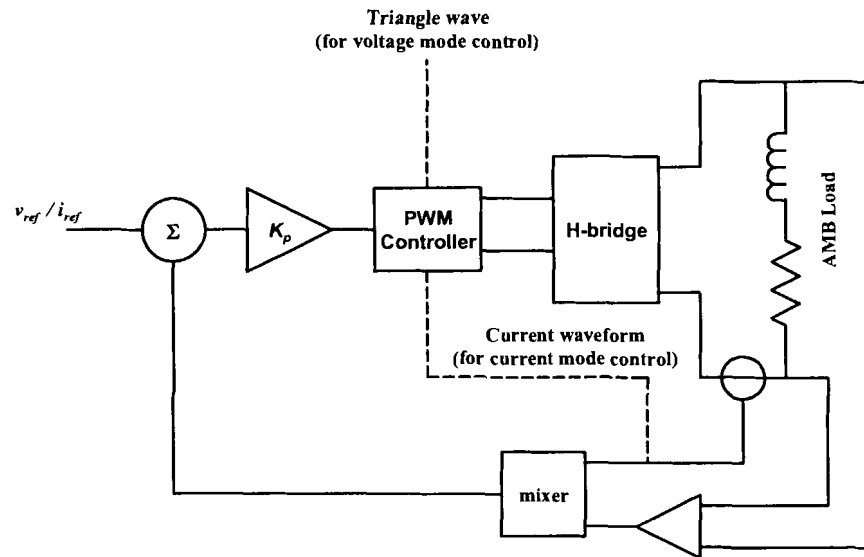 Triangle wave
(for voltage mode control)
v_ref / i_ref
Σ
K_p
PWM
Controller
H-bridge
AMB Load
Current waveform
(for current mode control)
mixer